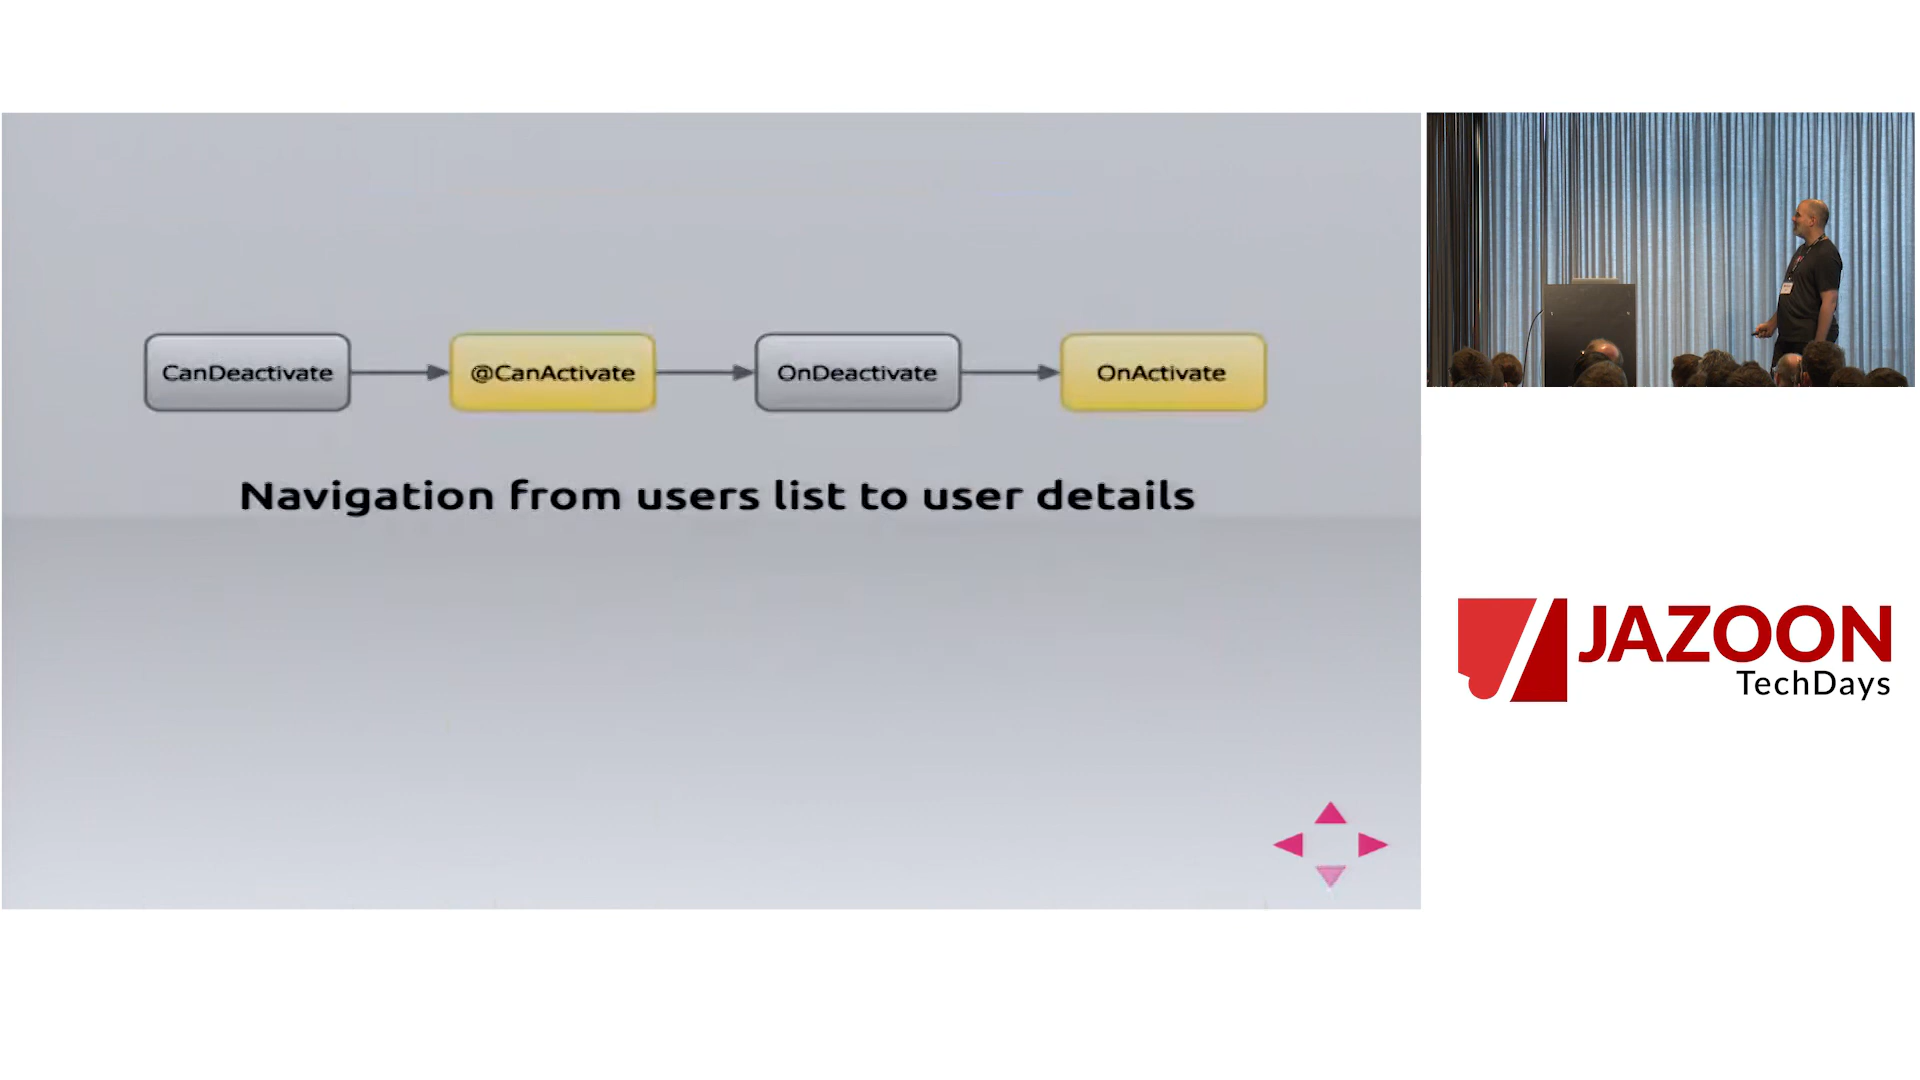 CanDeactivate
@CanActivate
OnDeactivate
OnActivate
Navigation from users list to user details
JAZOON
TechDays